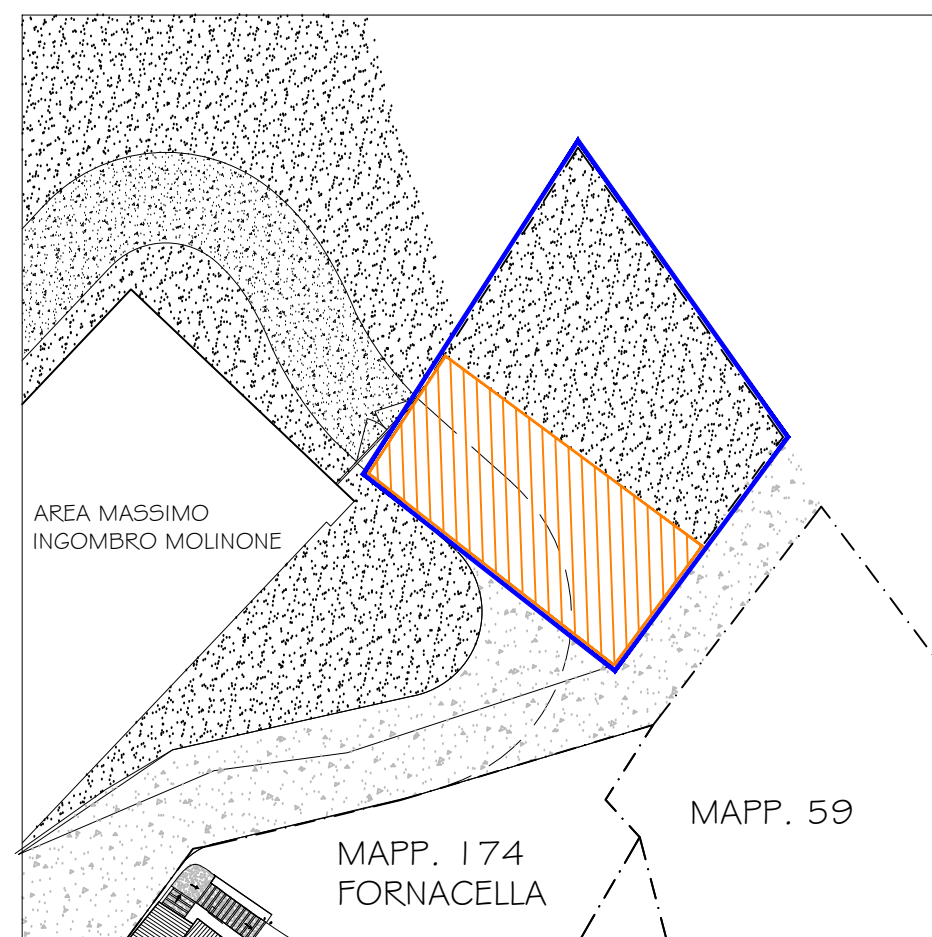 AREA MASSIMO
INGOMBRO MOLINONE
MAPP. 59
MAPP. 174
FORNACELLA